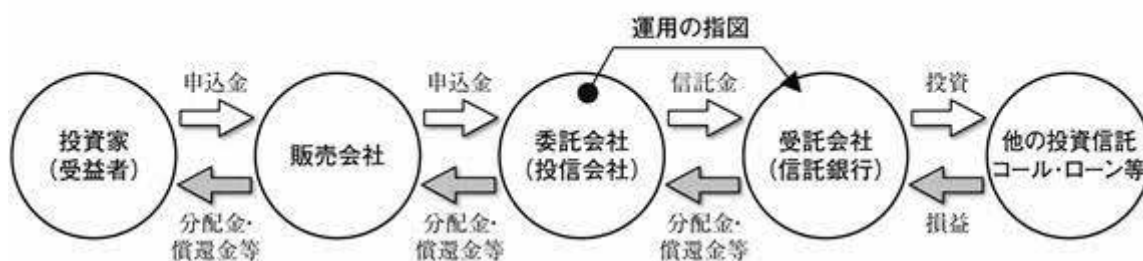 運用の指図
申込金
申込金
信託金
投資
投資家
(受益者)
販売会社
委託会社
(投信会社)
受託会社
(信託銀行)
他の投資信託
コール・ローン等
分配金・
償還金等
分配金・
償還金等
分配金・
償還金等
損益